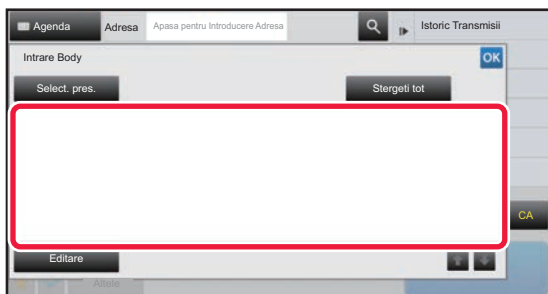 Agenda Adresa Apasa pentru Introducere Adresa Istoric Transmisii
Intrare Body OK
Select. pres. Stergeti tot
CA
Editare
Altele